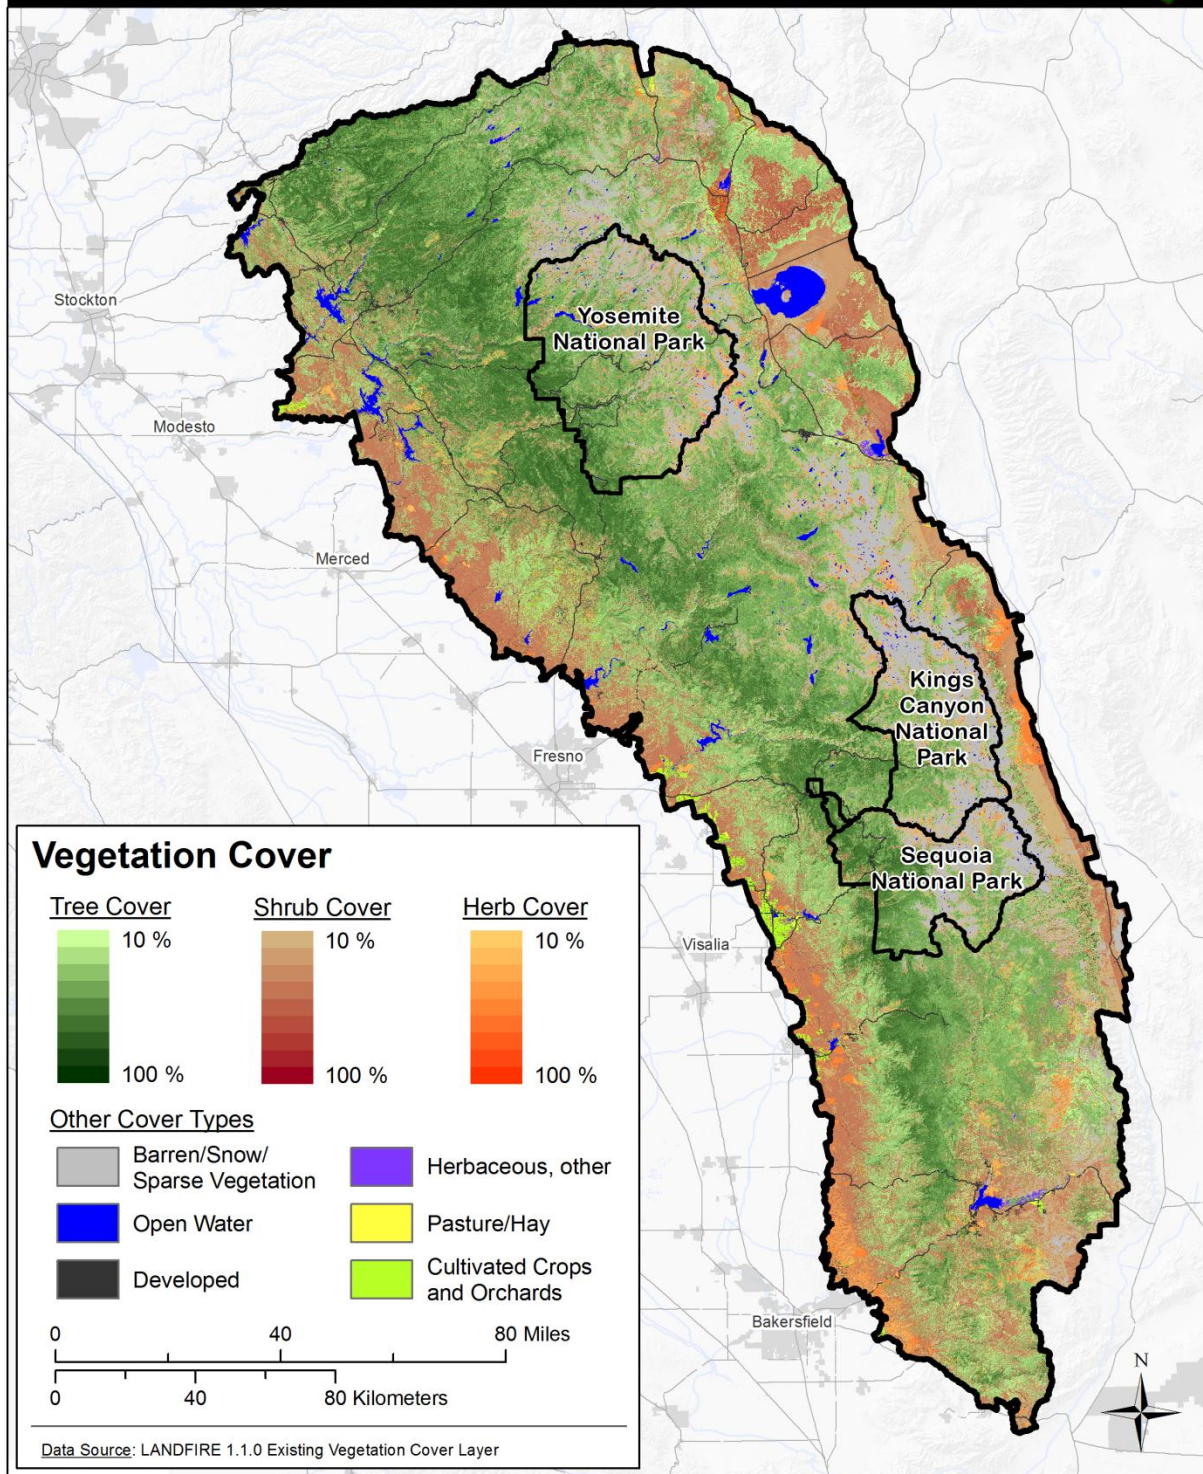 Stockton
Yosemite
National Park
Modesto
Merced
Kings
Canyon
National
Park
Fresno
Sequoia
National Park
Visalia
Bakersfield
N
Vegetation Cover
Tree Cover
10 %
100 %
Shrub Cover
10 %
100 %
Herb Cover
10 %
100 %
Other Cover Types
Barren/Snow/
Sparse Vegetation
Open Water
Developed
Herbaceous, other
Pasture/Hay
Cultivated Crops
and Orchards
0 40 80 Miles
0 40 80 Kilometers
Data Source: LANDFIRE 1.1.0 Existing Vegetation Cover Layer